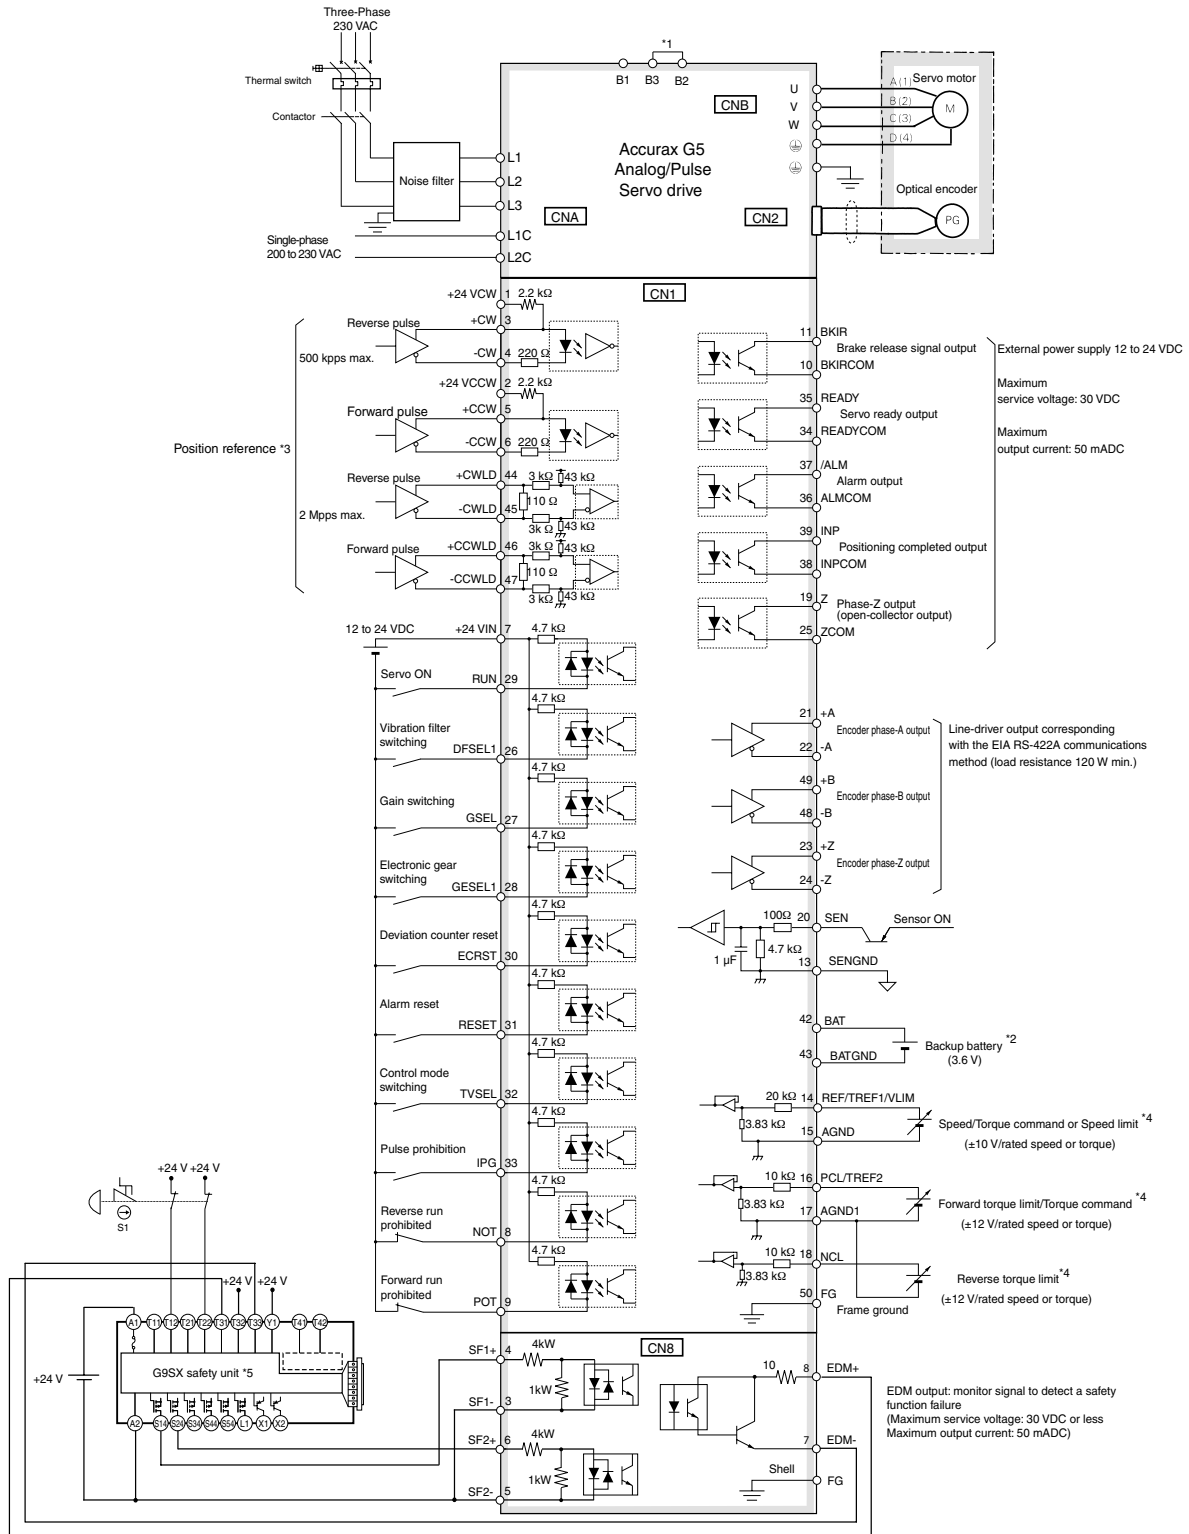 Three-Phase
230 VAC
Thermal switch
Contactor
Noise filter
Single-phase
200 to 230 VAC
L1
L2
L3
L1C
L2C
CNA
*1
B1 B3 B2
CNB
Accurax G5
Analog/Pulse
Servo drive
CN2
U
V
W
A (1)
B (2)
C (3)
D (4)
Servo motor
M
Optical encoder
PG
CN1
Position reference *3
500 kpps max.
2 Mpps max.
+24 VCW 1 2.2 kΩ
Reverse pulse
+CW 3
-CW 4 220 Ω
+24 VCCW 2 2.2 kΩ
Forward pulse
+CCW 5
-CCW 6 220 Ω
Reverse pulse
+CWLD 44 3 kΩ 43 kΩ
110 Ω
-CWLD 45 3k Ω 43 kΩ
Forward pulse
+CCWLD 46 3k Ω 43 kΩ
110 Ω
-CCWLD 47 3 kΩ 43 kΩ
12 to 24 VDC
+24 VIN 7 4.7 kΩ
Servo ON
RUN 29
4.7 kΩ
Vibration filter
switching
DFSEL1 26
4.7 kΩ
Gain switching
GSEL 27
4.7 kΩ
Electronic gear
switching
GESEL1 28
4.7 kΩ
Deviation counter reset
ECRST 30
4.7 kΩ
Alarm reset
RESET 31
4.7 kΩ
Control mode
switching
TVSEL 32
4.7 kΩ
Pulse prohibition
IPG 33
4.7 kΩ
Reverse run
prohibited
NOT 8
4.7 kΩ
Forward run
prohibited
POT 9
11 BKIR
Brake release signal output
10 BKIRCOM
35 READY
Servo ready output
34 READYCOM
37 /ALM
Alarm output
36 ALMCOM
39 INP
Positioning completed output
38 INPCOM
19 Z
Phase-Z output
(open-collector output)
25 ZCOM
External power supply 12 to 24 VDC
Maximum
service voltage: 30 VDC
Maximum
output current: 50 mADC
21 +A
Encoder phase-A output
22 -A
49 +B
Encoder phase-B output
48 -B
23 +Z
Encoder phase-Z output
24 -Z
Line-driver output corresponding
with the EIA RS-422A communications
method (load resistance 120 W min.)
100Ω 20 SEN
Sensor ON
1 µF
4.7 kΩ
13 SENGND
42 BAT
Backup battery *2
(3.6 V)
43 BATGND
20 kΩ 14 REF/TREF1/VLIM
3.83 kΩ
15 AGND
Speed/Torque command or Speed limit *4
(±10 V/rated speed or torque)
10 kΩ 16 PCL/TREF2
3.83 kΩ
17 AGND1
Forward torque limit/Torque command *4
(±12 V/rated speed or torque)
10 kΩ 18 NCL
3.83 kΩ
Reverse torque limit *4
(±12 V/rated speed or torque)
50 FG
Frame ground
+24 V +24 V
S1
+24 V +24 V
A1 T11 T12 T21 T22 T31 T32 T33 Y1 T41 T42
G9SX safety unit *5
+24 V
A2 S14 S24 S34 S44 S54 L1 X1 X2
CN8
SF1+ 4 4kW
1kW
SF1- 3
SF2+ 6 4kW
1kW
SF2- 5
10 8 EDM+
7 EDM-
Shell
FG
EDM output: monitor signal to detect a safety
function failure
(Maximum service voltage: 30 VDC or less
Maximum output current: 50 mADC)